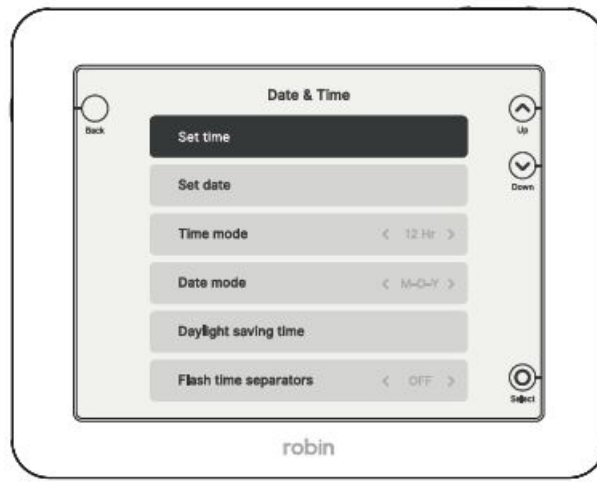 Date & Time
Back
Up
Set time
Down
Set date
Time mode < 12 Hr >
Date mode < M-D-Y >
Daylight saving time
Flash time separators < OFF >
Select
robin